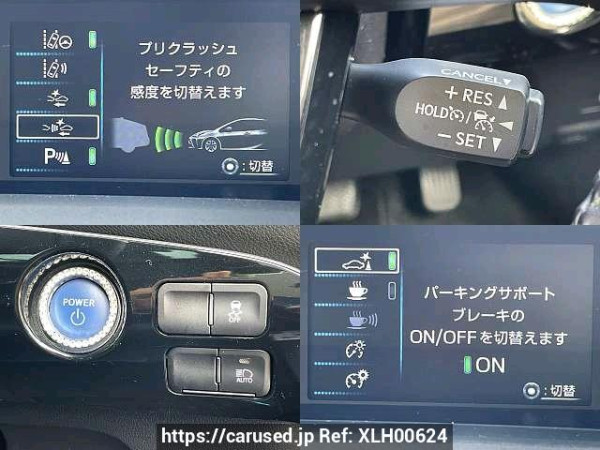 プリクラッシュ
セーフティの
感度を切替えます
P
:切替
CANCEL▼
+RES▲
HOLD / ◀
−SET▼
POWER
OFF
AUTO
パーキングサポート
ブレーキの
ON/OFFを切替えます
ON
:切替
https://carused.jp Ref: XLH00624